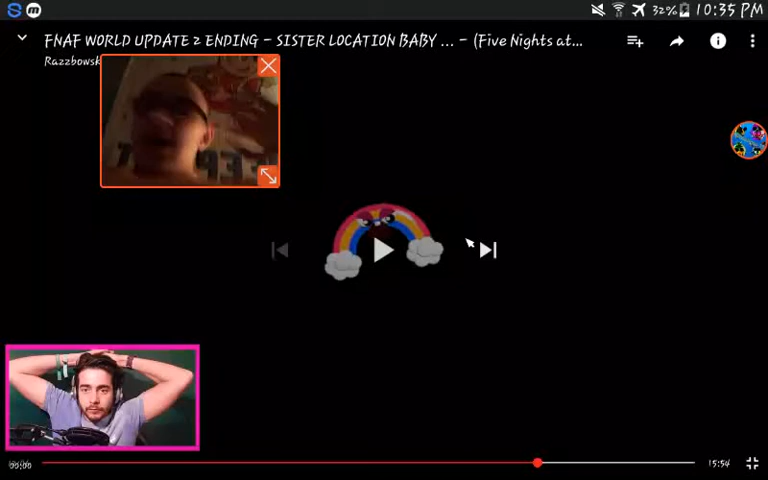 32% 10:35 PM
FNAF WORLD UPDATE 2 ENDING - SISTER LOCATION BABY ... - (Five Nights at...
Razzbowsk
15:54